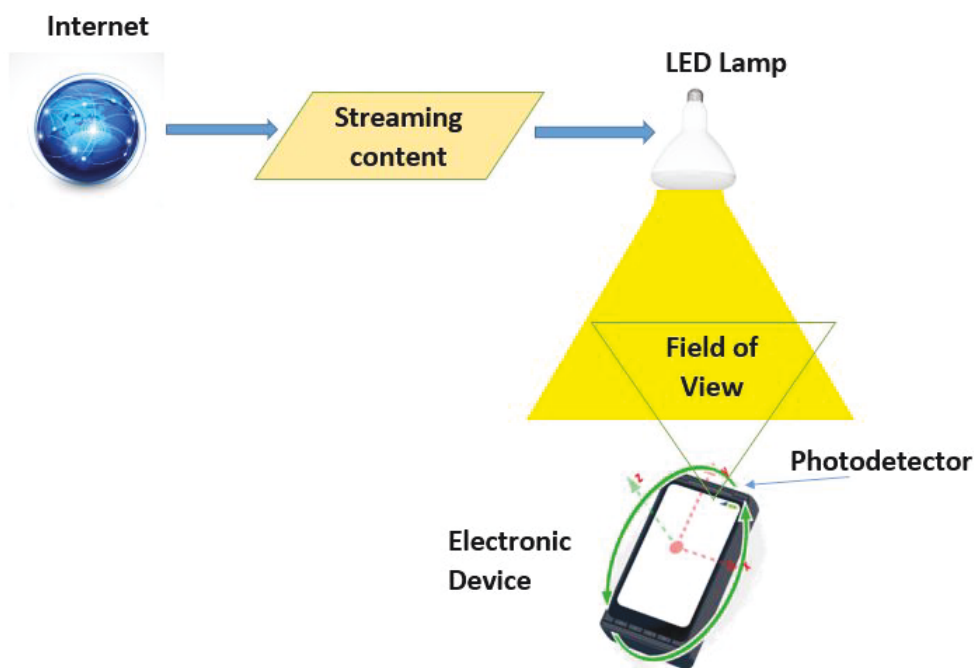 Internet
LED Lamp
Streaming
content
Field of
View
Photodetector
Electronic
Device
z
y
x